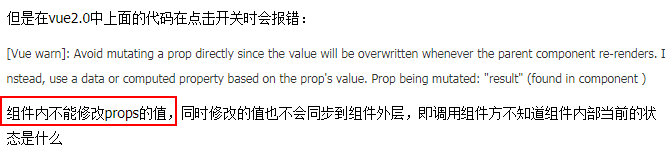 但是在vue2.0中上面的代码在点击开关时会报错：
[Vue warn]: Avoid mutating a prop directly since the value will be overwritten whenever the parent component re-renders. I
nstead, use a data or computed property based on the prop's value. Prop being mutated: "result" (found in component )
组件内不能修改props的值，同时修改的值也不会同步到组件外层，即调用组件方不知道组件内部当前的状
态是什么